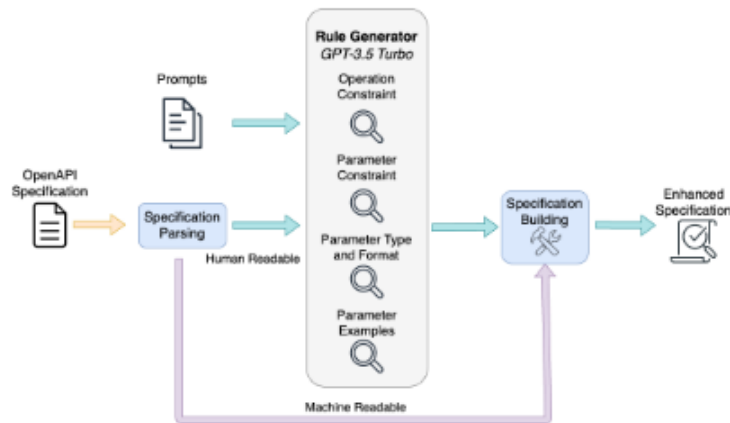 Rule Generator
GPT-3.5 Turbo
Prompts
Operation
Constraint
OpenAPI
Specification
Specification
Parsing
Parameter
Constraint
Human Readable
Parameter Type
and Format
Parameter
Examples
Specification
Building
Enhanced
Specification
Machine Readable